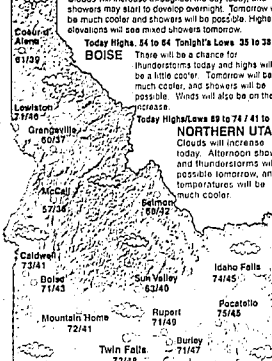 showers may start to develop overnight. Tomorrow
be much cooler and showers will be possible. Highe
elevations will see mixed showers tomorrow.
Today Highs, 54 to 64 Tonight's Lows 35 to 38
BOISE
There will be a chance for
thunderstorms today and highs will
be a little cooler. Tomorrow will be
much cooler, and showers will be
possible. Winds will also be on the
increase.
Today Highs/Lows 69 to 74 / 41 to
NORTHERN UTA
Clouds will increase
today. Afternoon show
and thunderstorms wil
possible tomorrow, an
temperatures will be
much cooler.
Coeur d'
Alene
61/39
Lewiston
71/46
Grangeville
60/37
McCall
57/36
Salmon
68/42
Caldwell
73/41
Boise
71/43
Sun Valley
63/40
Idaho Falls
74/45
Mountain Home
72/41
Rupert
71/49
Pocatello
75/45
Twin Falls
72/48
Burley
71/47